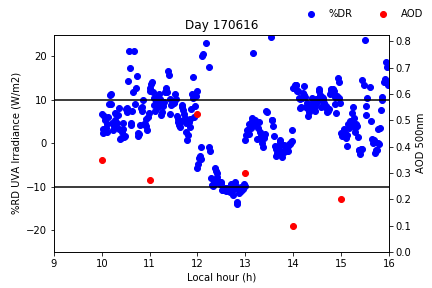 %DR AOD
Day 170616
%RD UVA Irradiance (W/m2)
20
10
0
−10
−20
0.8
0.7
0.6
0.5
0.4
0.3
0.2
0.1
0.0
AOD 500nm
9 10 11 12 13 14 15 16
Local hour (h)